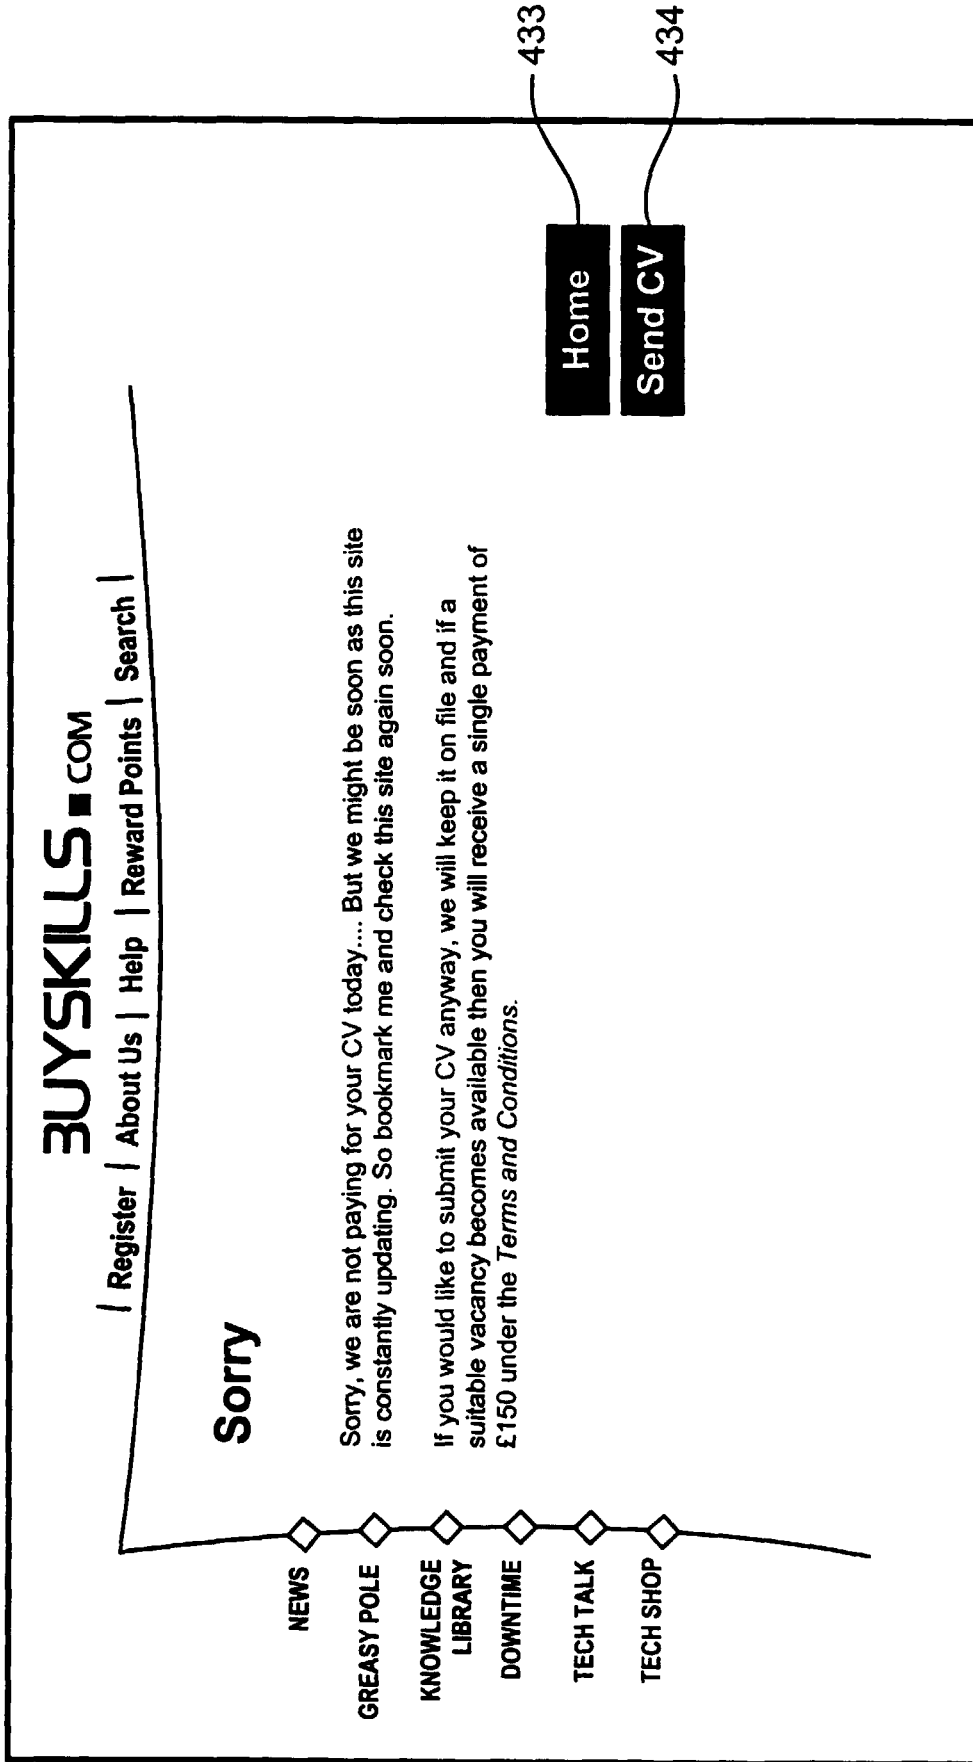 BUYSKILLS.COM
| Register | About Us | Help | Reward Points | Search |
Sorry
NEWS
GREASY POLE
KNOWLEDGE
LIBRARY
DOWNTIME
TECH TALK
TECH SHOP
Sorry, we are not paying for your CV today.... But we might be soon as this site
is constantly updating. So bookmark me and check this site again soon.
If you would like to submit your CV anyway, we will keep it on file and if a
suitable vacancy becomes available then you will receive a single payment of
£150 under the Terms and Conditions.
Home
433
Send CV
434